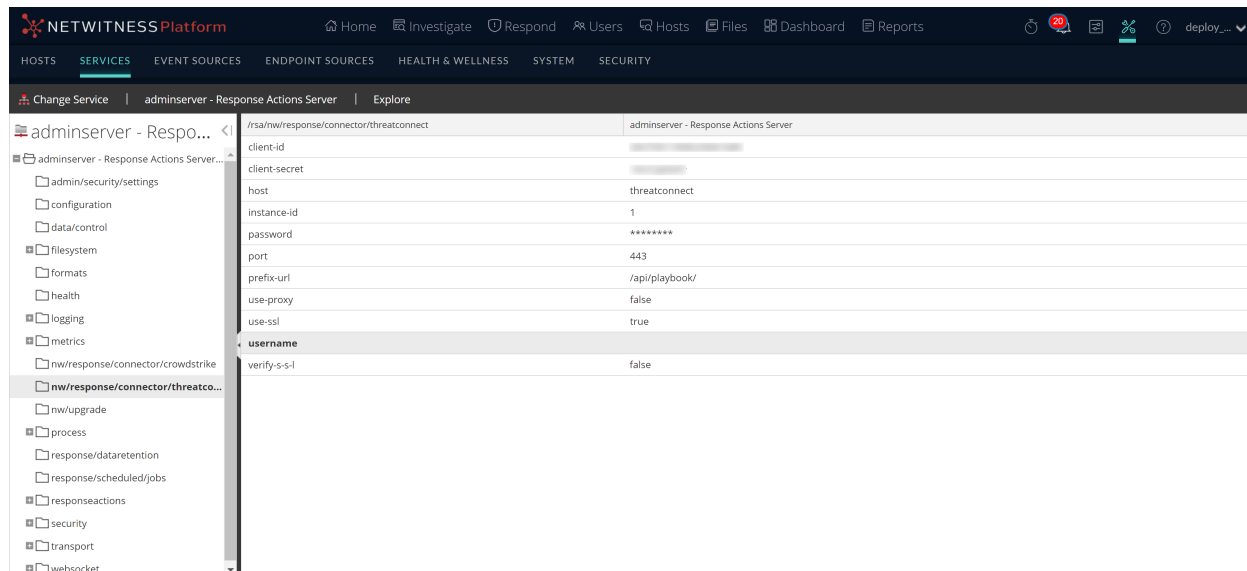 NETWITNESS Platform Home Investigate Respond Users Hosts Files Dashboard Reports 20 deploy_...
HOSTS SERVICES EVENT SOURCES ENDPOINT SOURCES HEALTH & WELLNESS SYSTEM SECURITY
Change Service | adminserver - Response Actions Server | Explore
adminserver - Respo...
adminserver - Response Actions Server...
admin/security/settings
configuration
data/control
filesystem
formats
health
logging
metrics
nw/response/connector/crowdstrike
nw/response/connector/threatco...
nw/upgrade
process
response/dataretention
response/scheduled/jobs
responseactions
security
transport
websocket
/rsa/nw/response/connector/threatconnect adminserver - Response Actions Server
client-id
client-secret
host threatconnect
instance-id 1
password ********
port 443
prefix-url /api/playbook/
use-proxy false
use-ssl true
username
verify-s-s-l false